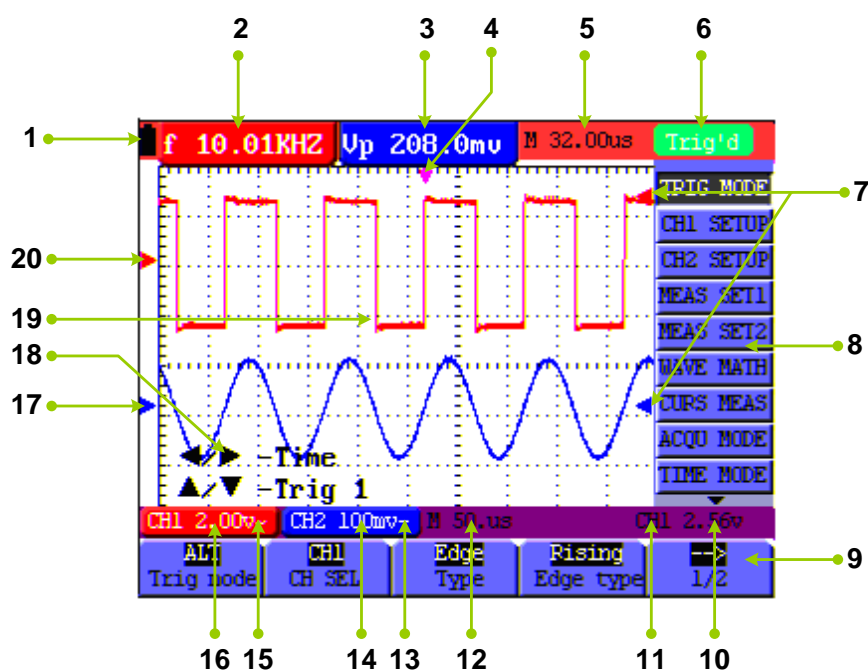 2 3 4 5 6
1
f 10.01KHZ Vp 208.0mv M 32.00us Trig'd
TRIG MODE
7
CH1 SETUP
20
CH2 SETUP
MEAS SET1
19
MEAS SET2
8
18
WAVE MATH
17
CURS MEAS
ACQU MODE
◀/▶ -Time
TIME MODE
▲/▼ -Trig 1
CH1 2.00v~ CH2 100mv⎓ M 50.us CH1 2.56v
ALT CH1 Edge Rising -->
Trig mode CH SEL Type Edge type 1/2
9
16 15 14 13 12 11 10